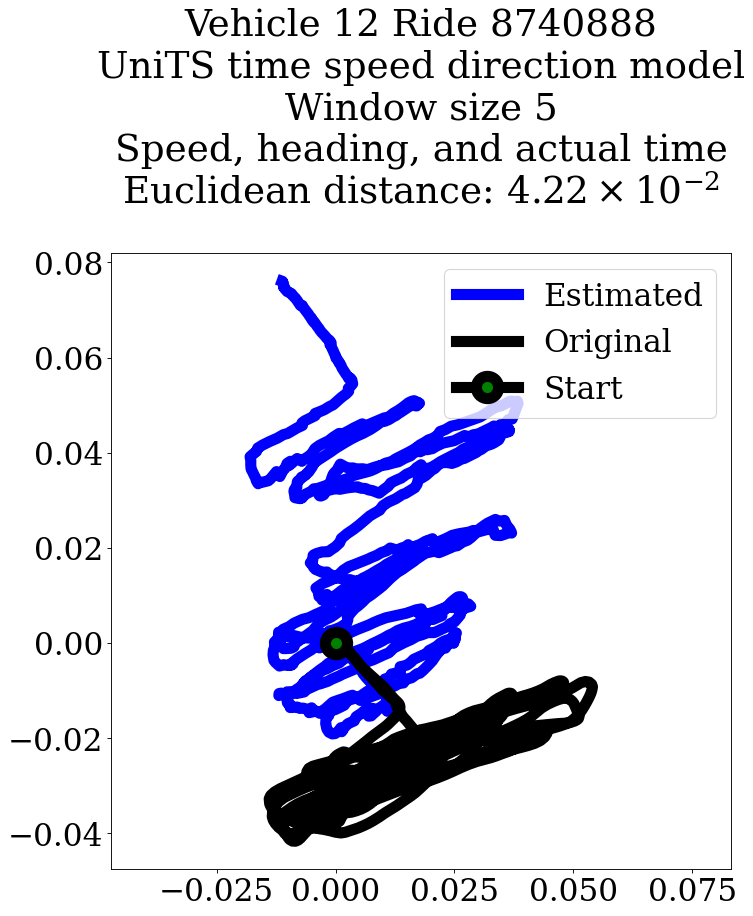 Vehicle 12 Ride 8740888
UniTS time speed direction model
Window size 5
Speed, heading, and actual time
Euclidean distance: 4.22 × 10⁻²
0.08
0.06
0.04
0.02
0.00
−0.02
−0.04
Estimated
Original
Start
−0.025 0.000 0.025 0.050 0.075